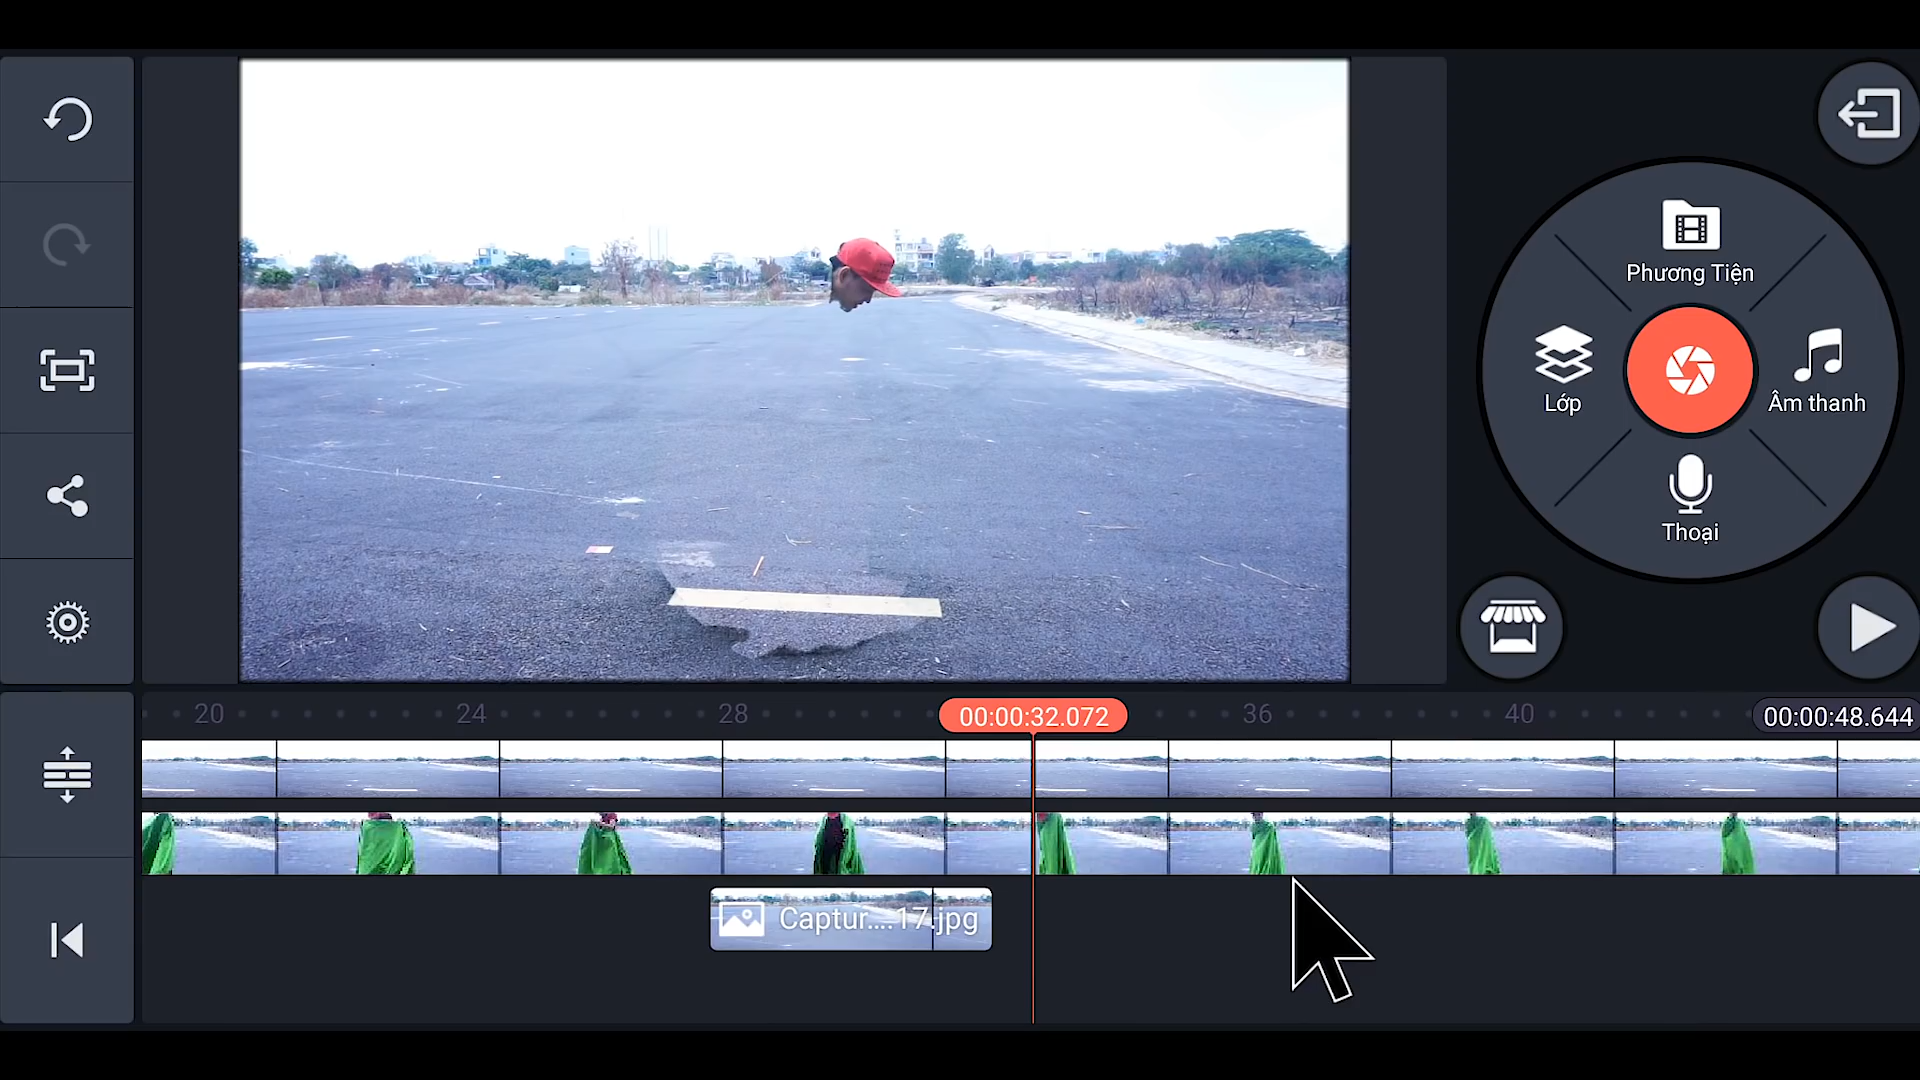 Phương Tiện
Lớp
Âm thanh
Thoại
20
24
28
00:00:32.072
36
40
00:00:48.644
Captur....17.jpg